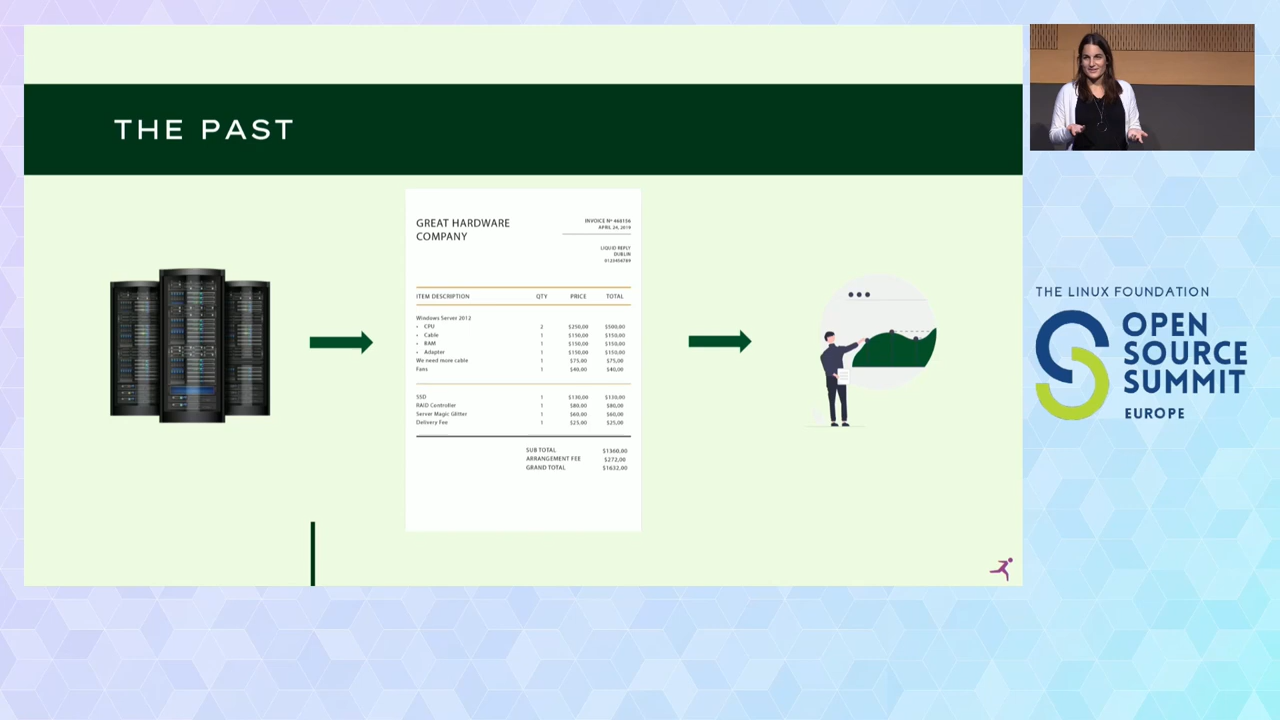 THE PAST
GREAT HARDWARE
COMPANY
INVOICE Nº 460136
APRIL 24, 2019
LIQUID REPLY
DUBLIN
0123456789
ITEM DESCRIPTION QTY PRICE TOTAL
Windows Server 2012
• CPU 2 $250,00 $500,00
• Cable 1 $150,00 $150,00
• RAM 1 $150,00 $150,00
• Adapter 1 $150,00 $150,00
We need more cable 1 $75,00 $75,00
Fans 1 $40,00 $40,00
SSD 1 $130,00 $130,00
RAID Controller 1 $80,00 $80,00
Server Magic Glitter 1 $60,00 $60,00
Delivery Fee 1 $25,00 $25,00
SUB TOTAL $1360,00
ARRANGEMENT FEE $272,00
GRAND TOTAL $1632,00
THE LINUX FOUNDATION
OPEN
SOURCE
SUMMIT
EUROPE